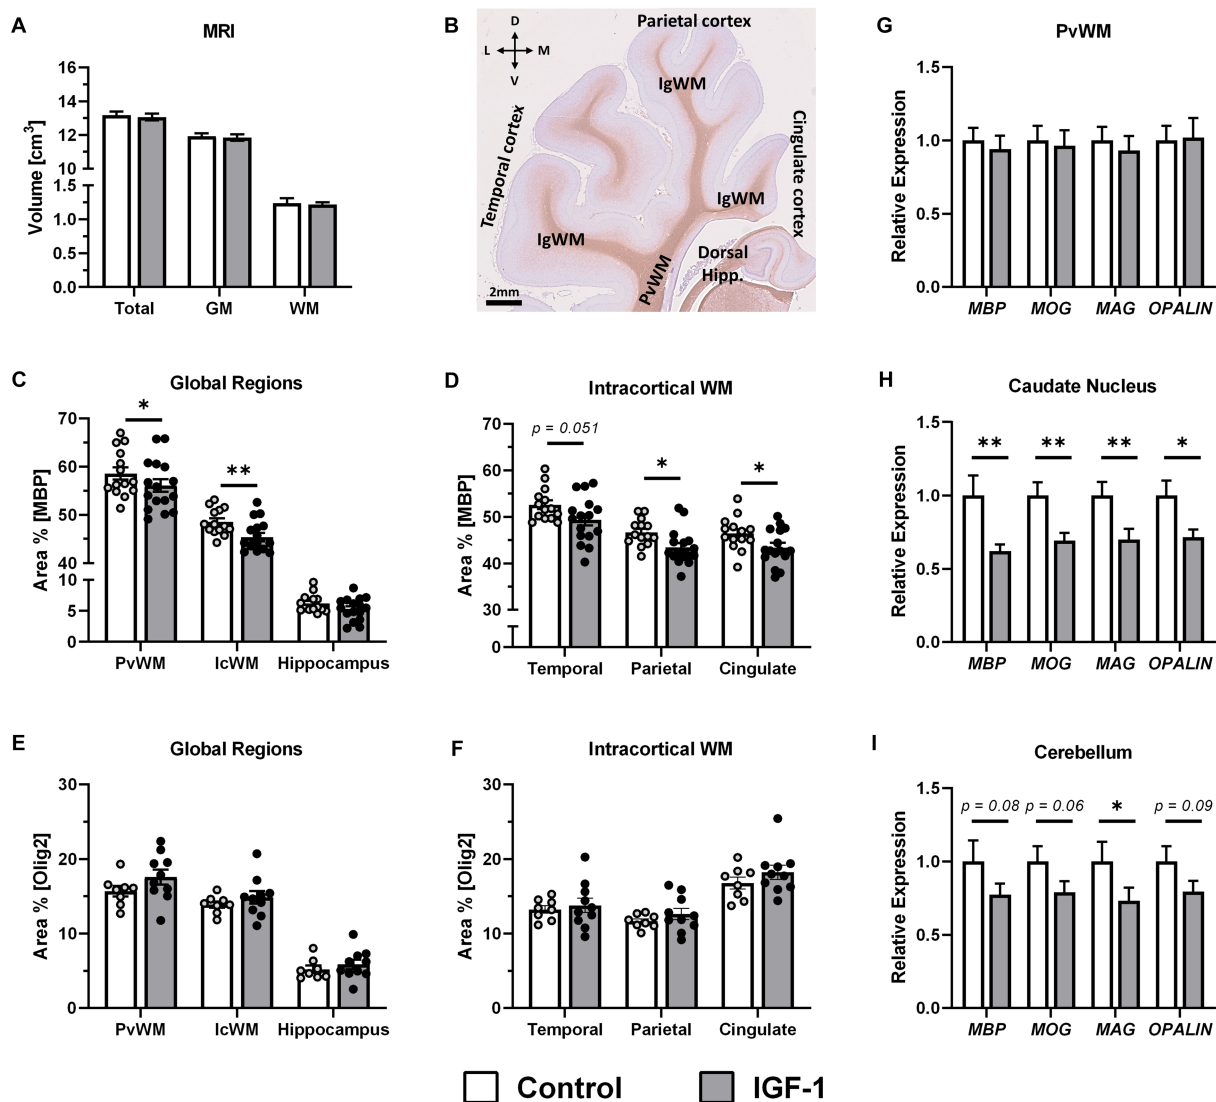 A
MRI
Volume [cm³]
16
14
12
10
1.5
1.0
0.5
0.0
Total GM WM
B
D
L M
V
Parietal cortex
Temporal cortex
Cingulate cortex
IgWM
IgWM
IgWM
PvWM
Dorsal
Hipp.
2mm
G
PvWM
Relative Expression
1.5
1.0
0.5
0.0
MBP MOG MAG OPALIN
C
Global Regions
Area % [MBP]
70
60
50
40
10
5
0
* **
PvWM IcWM Hippocampus
D
Intracortical WM
Area % [MBP]
70
60
50
40
30
0
p = 0.051 * *
Temporal Parietal Cingulate
H
Caudate Nucleus
Relative Expression
1.5
1.0
0.5
0.0
** ** ** *
MBP MOG MAG OPALIN
E
Global Regions
Area % [Olig2]
30
20
10
0
PvWM IcWM Hippocampus
F
Intracortical WM
Area % [Olig2]
30
20
10
0
Temporal Parietal Cingulate
I
Cerebellum
Relative Expression
1.5
1.0
0.5
0.0
p = 0.08 p = 0.06 * p = 0.09
MBP MOG MAG OPALIN
Control IGF-1